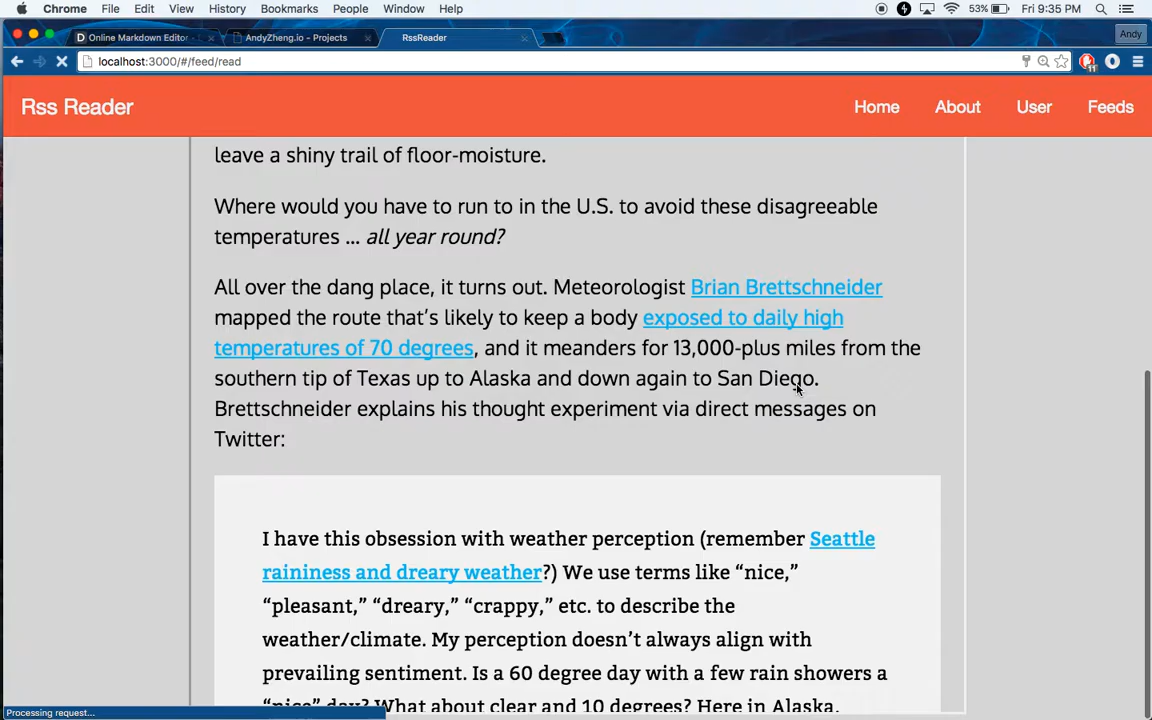 Chrome File Edit View History Bookmarks People Window Help 53% Fri 9:35 PM
Online Markdown Editor - AndyZheng.io - Projects RssReader Andy
localhost:3000/#/feed/read 11
Rss Reader Home About User Feeds
leave a shiny trail of floor-moisture.
Where would you have to run to in the U.S. to avoid these disagreeable
temperatures ... all year round?
All over the dang place, it turns out. Meteorologist Brian Brettschneider
mapped the route that’s likely to keep a body exposed to daily high
temperatures of 70 degrees, and it meanders for 13,000-plus miles from the
southern tip of Texas up to Alaska and down again to San Diego.
Brettschneider explains his thought experiment via direct messages on
Twitter:
I have this obsession with weather perception (remember Seattle
raininess and dreary weather?) We use terms like “nice,”
“pleasant,” “dreary,” “crappy,” etc. to describe the
weather/climate. My perception doesn’t always align with
prevailing sentiment. Is a 60 degree day with a few rain showers a
“nice” day? What about clear and 10 degrees? Here in Alaska,
Processing request...